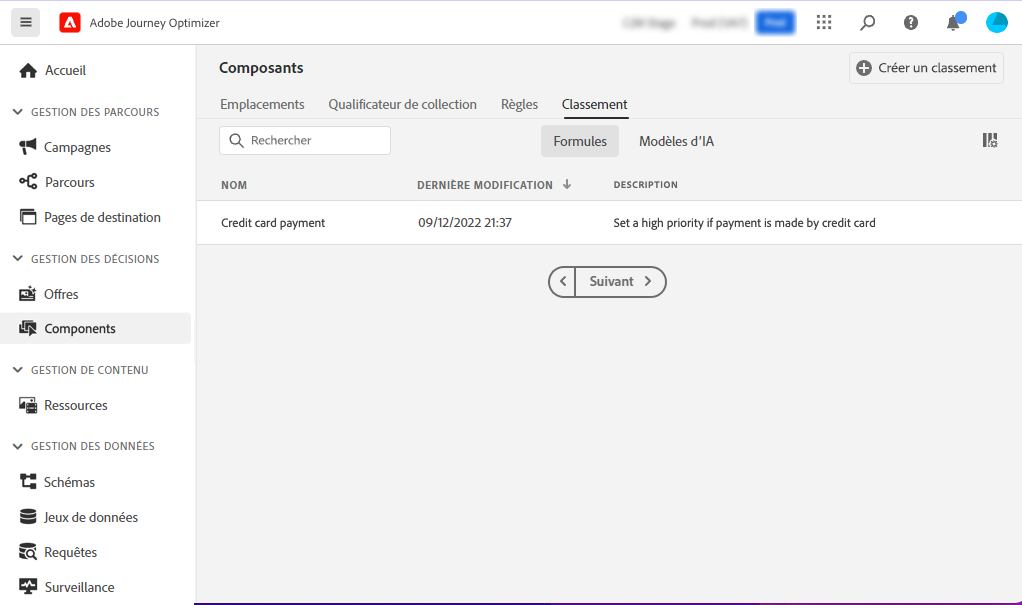 Adobe Journey Optimizer
Accueil
GESTION DES PARCOURS
Campagnes
Parcours
Pages de destination
GESTION DES DÉCISIONS
Offres
Components
GESTION DE CONTENU
Ressources
GESTION DES DONNÉES
Schémas
Jeux de données
Requêtes
Surveillance
Composants
Créer un classement
Emplacements Qualificateur de collection Règles Classement
Rechercher
Formules Modèles d'IA
NOM DERNIÈRE MODIFICATION DESCRIPTION
Credit card payment 09/12/2022 21:37 Set a high priority if payment is made by credit card
Suivant